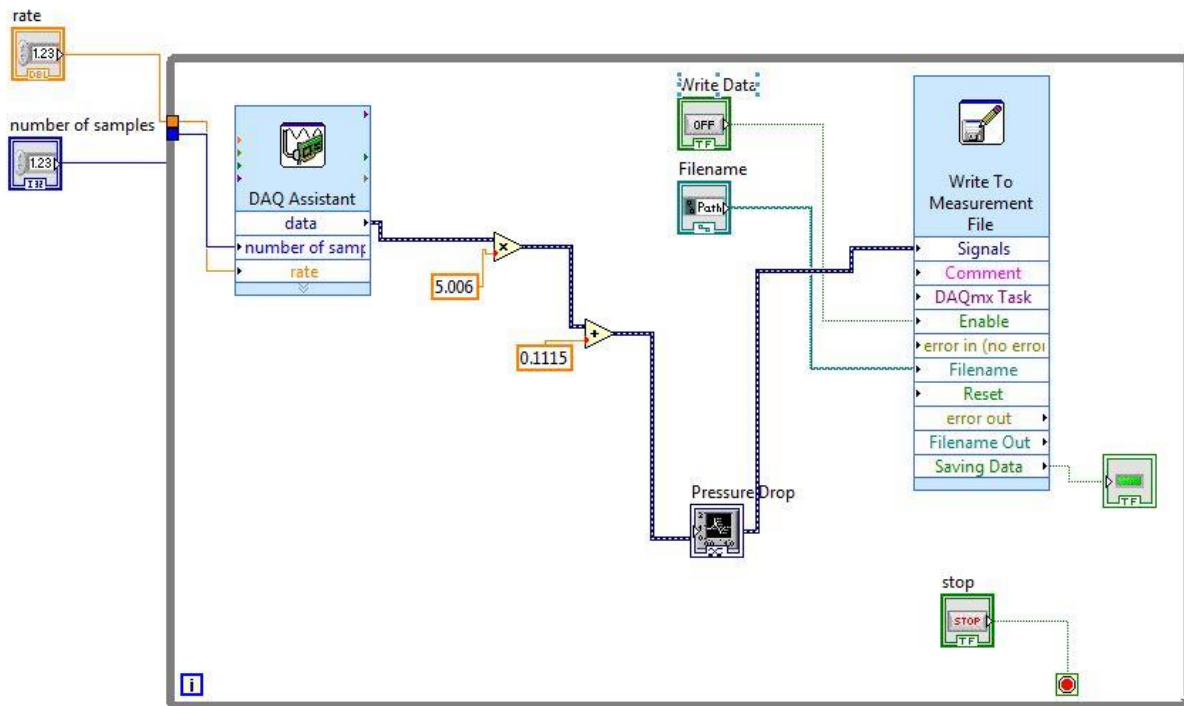 rate
1.23
DBL
number of samples
1.23
I32
DAQ Assistant
data
number of samp
rate
5.006
0.1115
Write Data
OFF
TF
Filename
Path
Write To
Measurement
File
Signals
Comment
DAQmx Task
Enable
error in (no erro
Filename
Reset
error out
Filename Out
Saving Data
TF
Pressure Drop
stop
STOP
TF
i